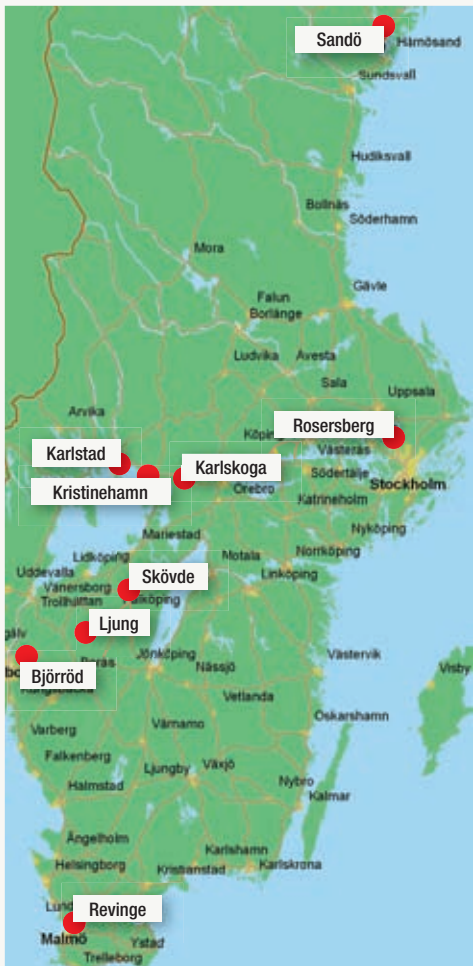 Sandö
Härnösand
Sundsvall
Hudiksvall
Bollnäs
Söderhamn
Mora
Gävle
Falun
Borlänge
Ludvika
Avesta
Sala
Uppsala
Arvika
Rosersberg
Köping
Karlstad
Västerås
Karlskoga
Södertälje
Stockholm
Kristinehamn
Örebro
Katrineholm
Nyköping
Mariestad
Norrköping
Lidköping
Motala
Linköping
Uddevalla
Skövde
Vänersborg
Trollhättan
Falköping
Ljung
Västervik
Visby
Björröd
Jönköping
Nässjö
Vetlanda
Oskarshamn
Varberg
Värnamo
Falkenberg
Ljungby
Växjö
Halmstad
Nybro
Kalmar
Ängelholm
Karlshamn
Helsingborg
Kristianstad
Karlskrona
Revinge
Malmö
Ystad
Trelleborg